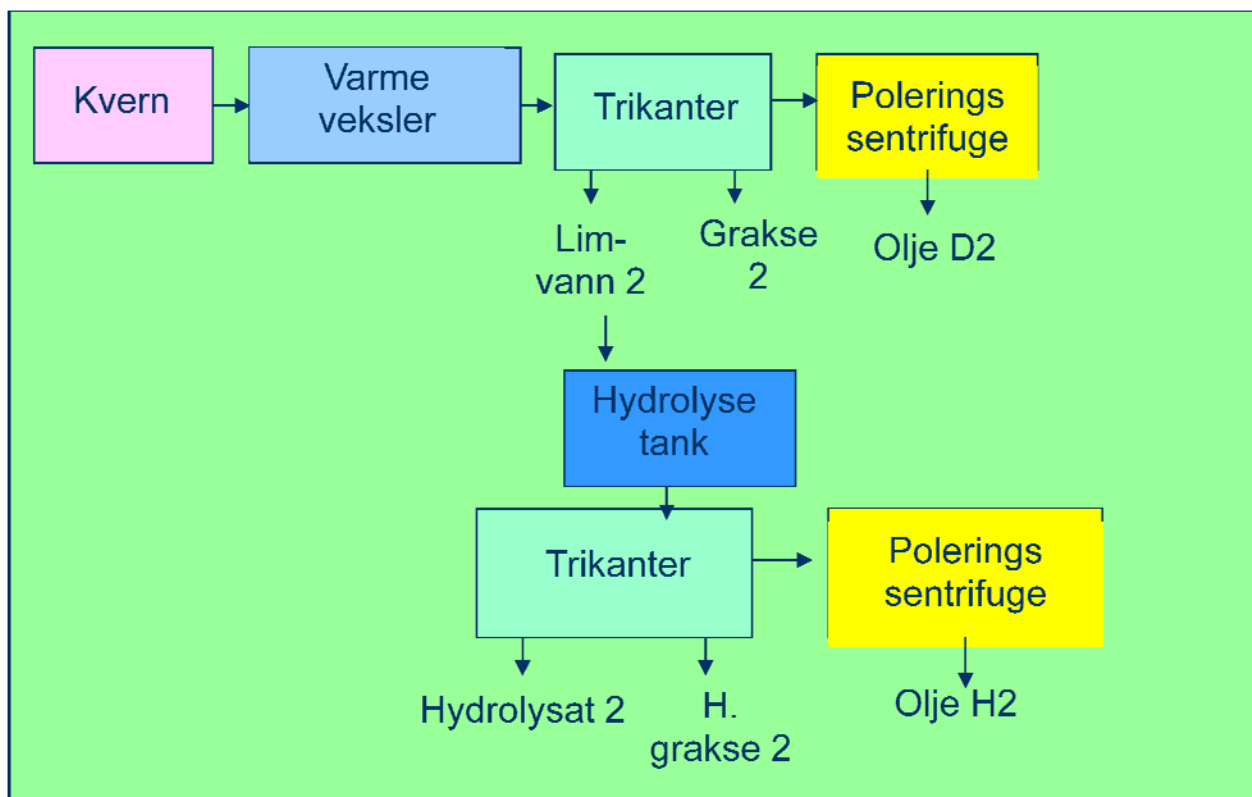 Kvern
Varme
veksler
Trikanter
Polerings
sentrifuge
Lim-
vann 2
Grakse
2
Olje D2
Hydrolyse
tank
Trikanter
Polerings
sentrifuge
Hydrolysat 2
H.
grakse 2
Olje H2